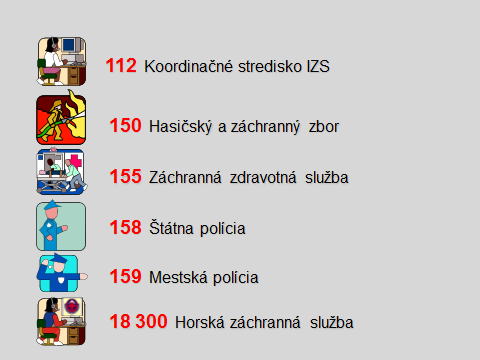 112 Koordinačné stredisko IZS
150 Hasičský a záchranný zbor
155 Záchranná zdravotná služba
158 Štátna polícia
159 Mestská polícia
18 300 Horská záchranná služba